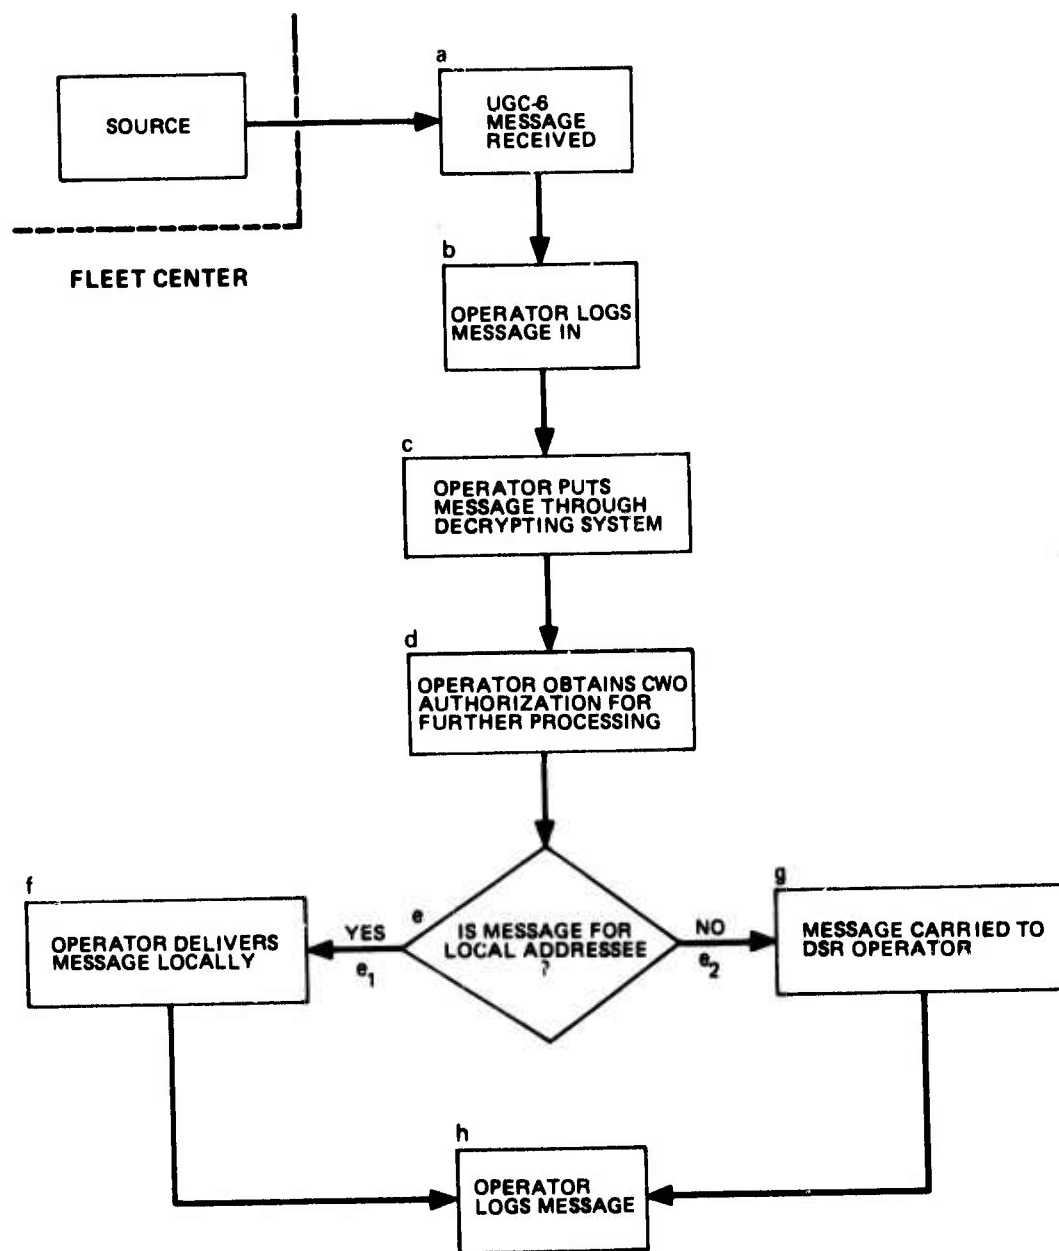 SOURCE
a
UGC-6
MESSAGE
RECEIVED
FLEET CENTER
b
OPERATOR LOGS
MESSAGE IN
c
OPERATOR PUTS
MESSAGE THROUGH
DECRYPTING SYSTEM
d
OPERATOR OBTAINS CWO
AUTHORIZATION FOR
FURTHER PROCESSING
e
IS MESSAGE FOR
LOCAL ADDRESSEE
?
YES
e1
NO
e2
f
OPERATOR DELIVERS
MESSAGE LOCALLY
g
MESSAGE CARRIED TO
DSR OPERATOR
h
OPERATOR
LOGS MESSAGE